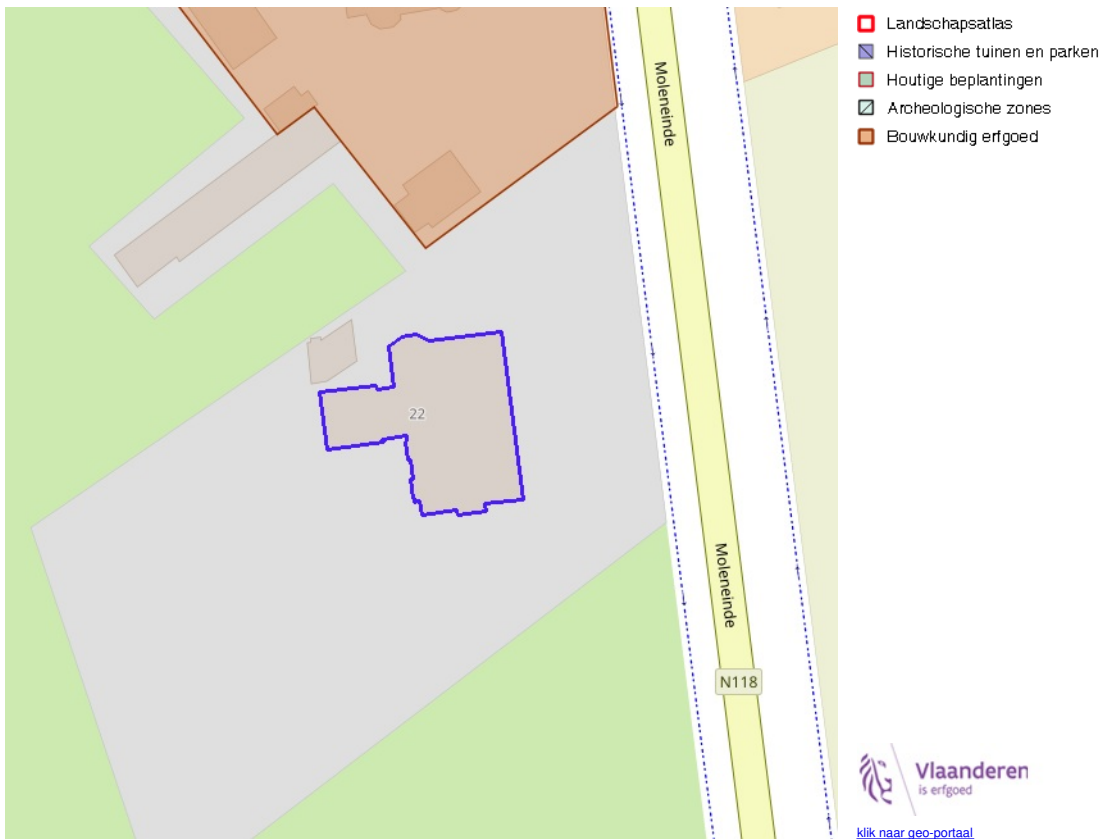 Moleneinde
22
Moleneinde
N118
Landschapsatlas
Historische tuinen en parken
Houtige beplantingen
Archeologische zones
Bouwkundig erfgoed
Vlaanderen
is erfgoed
klik naar geo-portaal